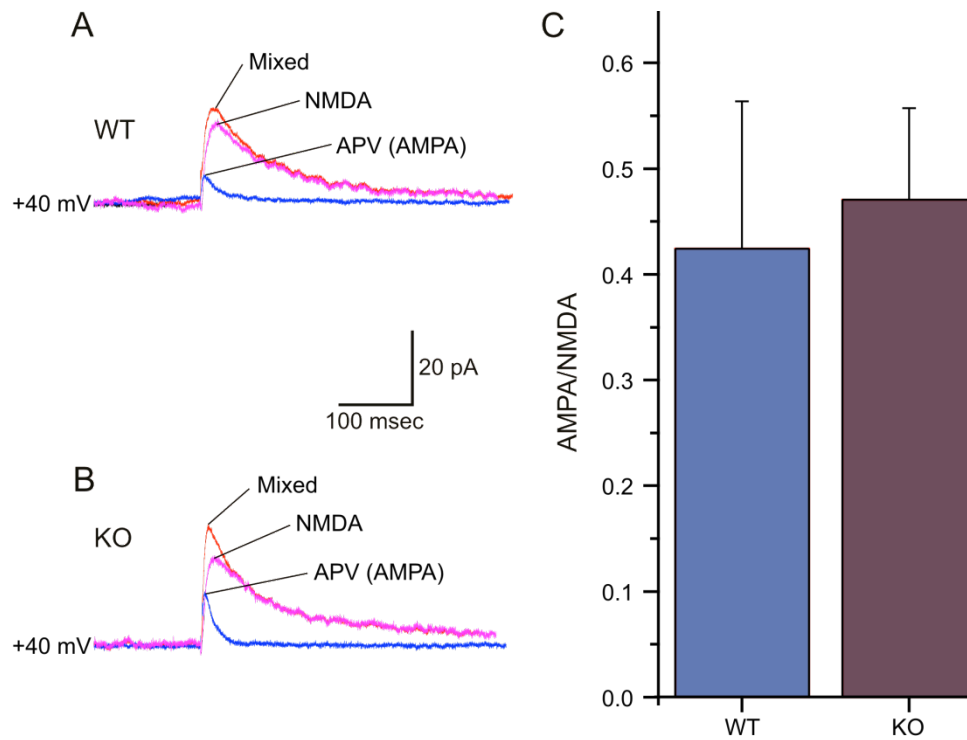 A
Mixed
NMDA
APV (AMPA)
WT
+40 mV
20 pA
100 msec
B
Mixed
NMDA
KO
APV (AMPA)
+40 mV
C
AMPA/NMDA
0.6
0.5
0.4
0.3
0.2
0.1
0.0
WT
KO